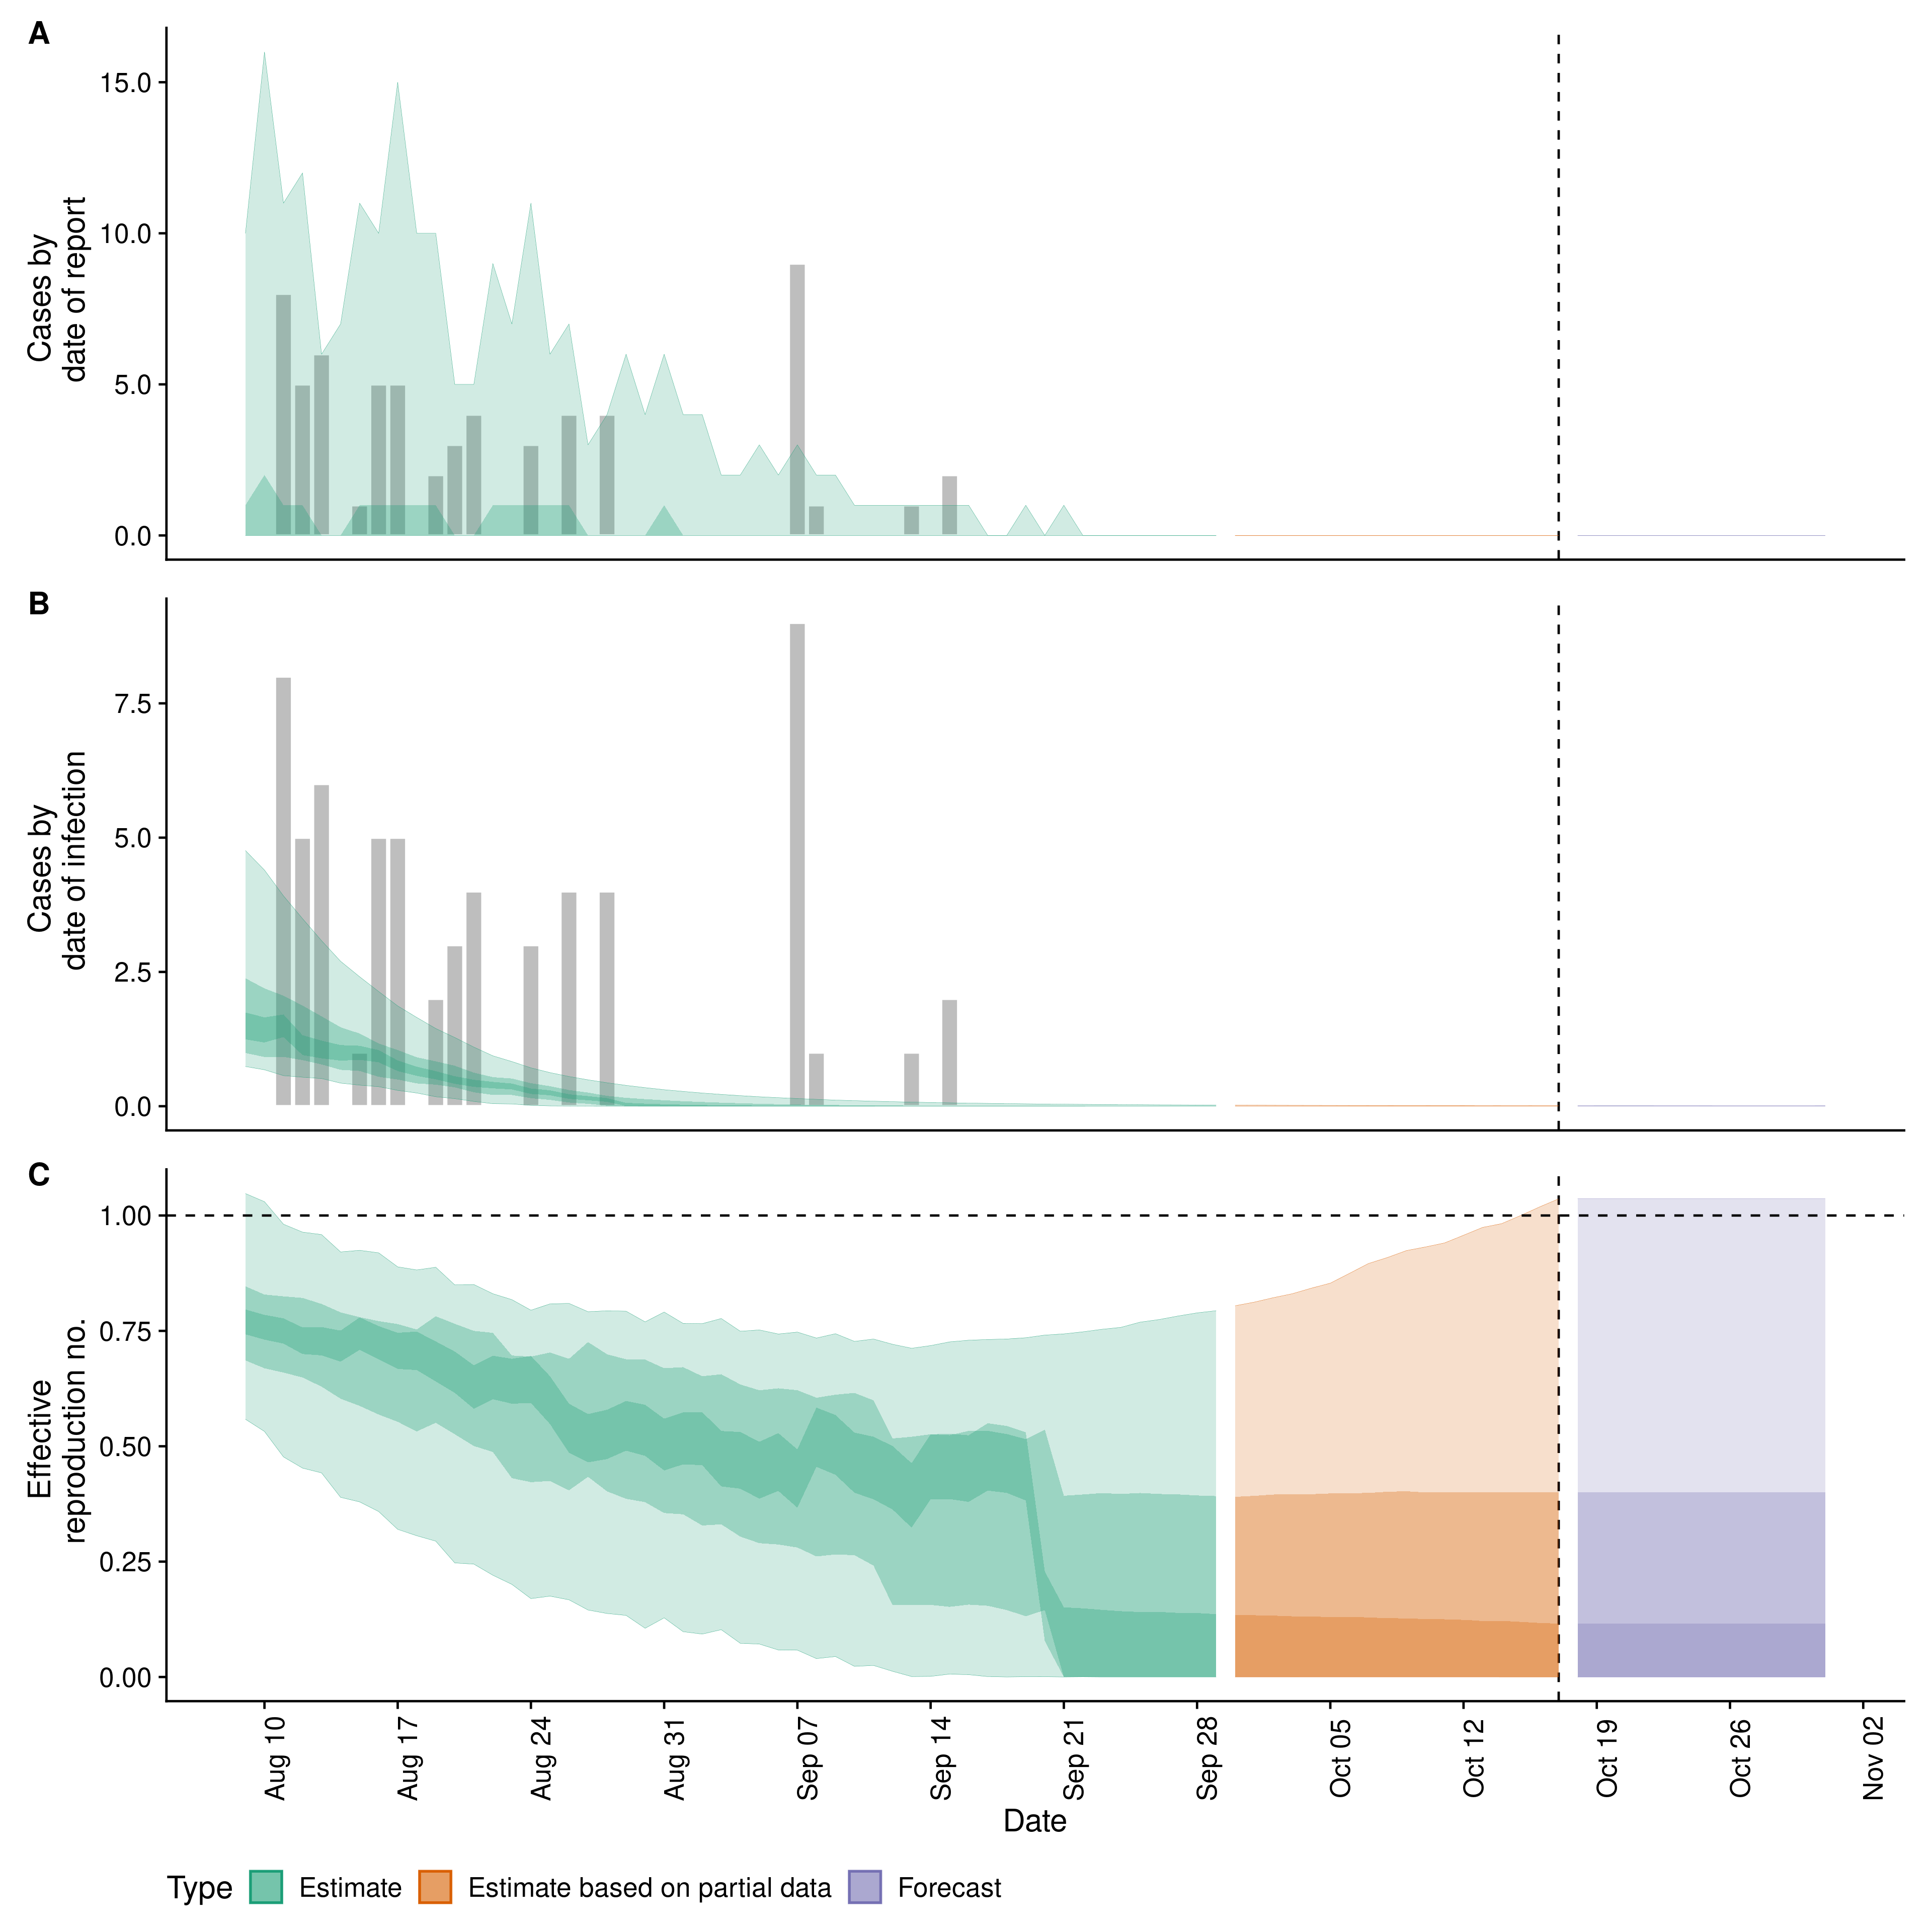 A
Cases by
date of report
15.0
10.0
5.0
0.0
B
Cases by
date of infection
7.5
5.0
2.5
0.0
C
Effective
reproduction no.
1.00
0.75
0.50
0.25
0.00
Aug 10
Aug 17
Aug 24
Aug 31
Sep 07
Sep 14
Sep 21
Sep 28
Oct 05
Oct 12
Oct 19
Oct 26
Nov 02
Date
Type Estimate Estimate based on partial data Forecast